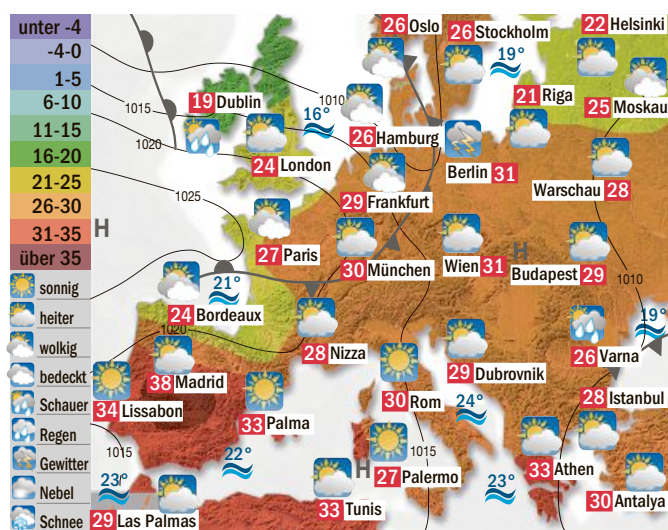 unter -4
-4-0
1-5
6-10
11-15
16-20
21-25
26-30
31-35
über 35
sonnig
heiter
wolkig
bedeckt
Schauer
Regen
Gewitter
Nebel
Schnee
26 Oslo
26 Stockholm
22 Helsinki
19°
1010
1015
19 Dublin
16°
21 Riga
25 Moskau
1020
26 Hamburg
24 London
Berlin 31
Warschau 28
29 Frankfurt
1025
H
27 Paris
30 München
Wien 31
H
Budapest 29
21°
1010
24 Bordeaux
19°
1020
28 Nizza
26 Varna
38 Madrid
29 Dubrovnik
34 Lissabon
30 Rom
28 Istanbul
33 Palma
24°
1015
22°
H
1015
27 Palermo
33 Athen
23°
23°
29 Las Palmas
33 Tunis
30 Antalya